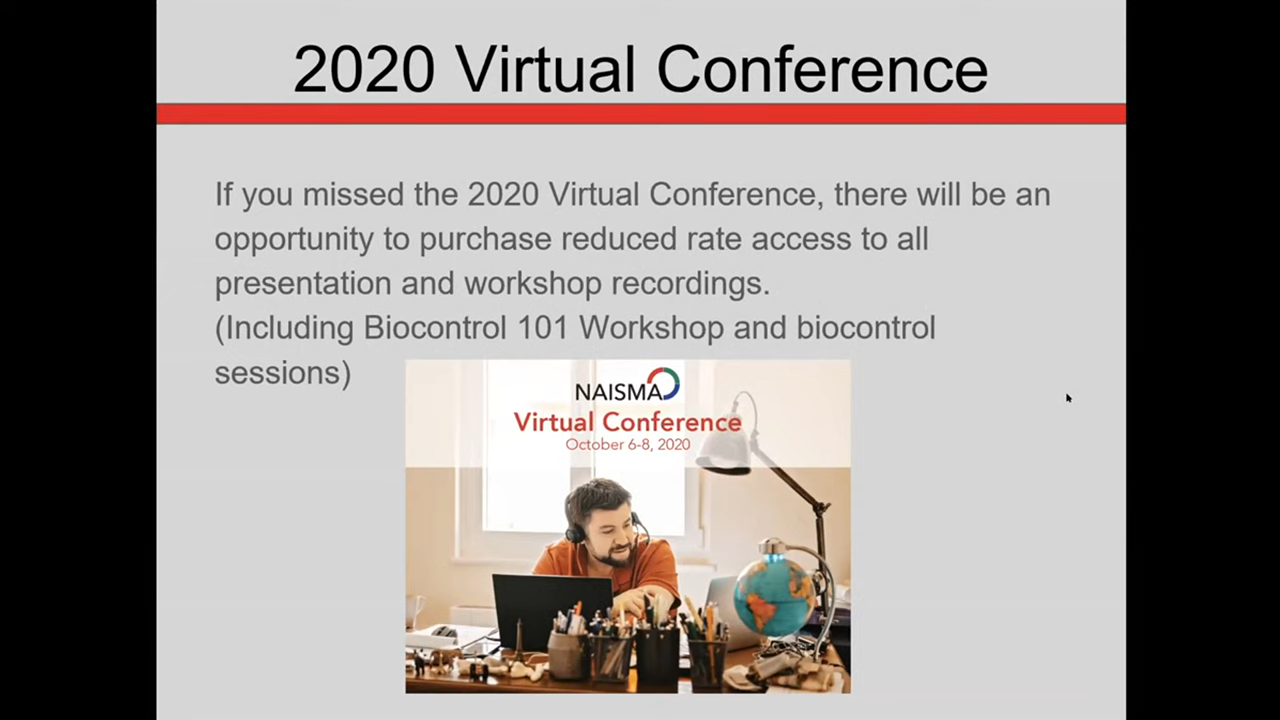 2020 Virtual Conference
If you missed the 2020 Virtual Conference, there will be an
opportunity to purchase reduced rate access to all
presentation and workshop recordings.
(Including Biocontrol 101 Workshop and biocontrol
sessions)
NAISMA
Virtual Conference
October 6-8, 2020